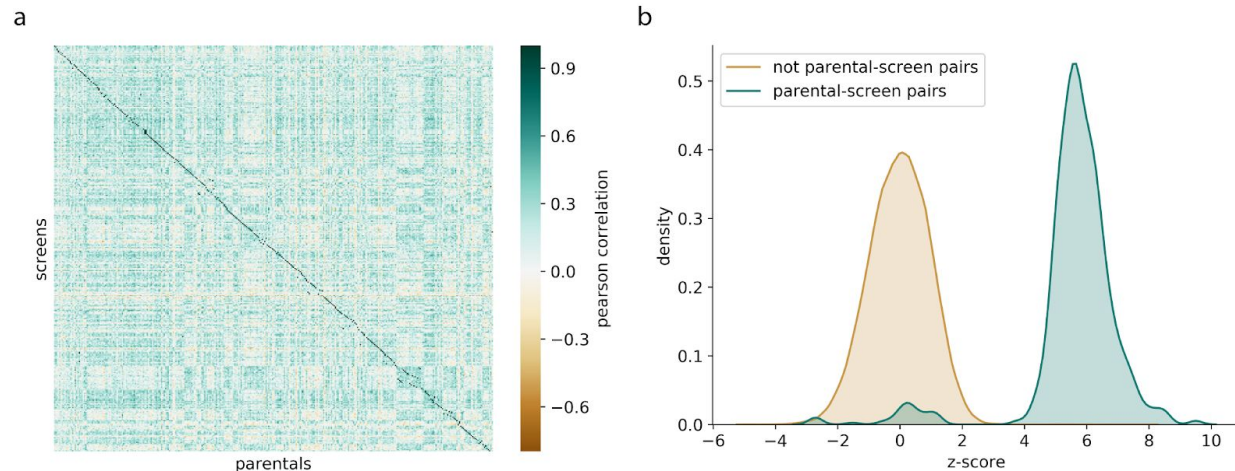 a
screens
parentals
0.9
0.6
0.3
0.0
−0.3
−0.6
pearson correlation
b
not parental-screen pairs
parental-screen pairs
density
0.5
0.4
0.3
0.2
0.1
0.0
−6
−4
−2
0
2
4
6
8
10
z-score